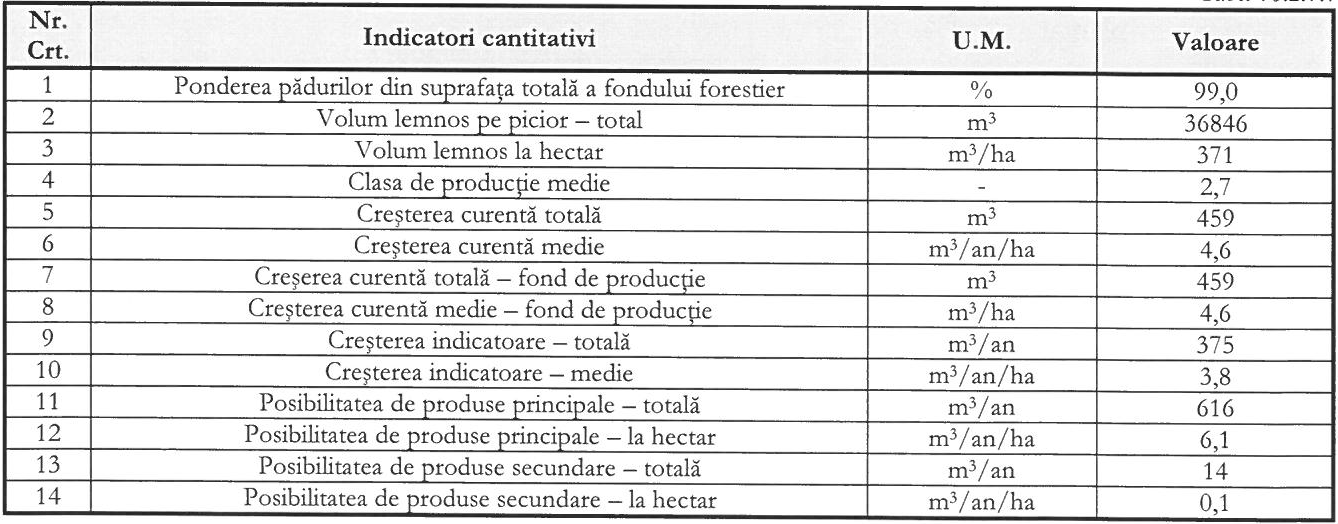 Nr. Crt. Indicatori cantitativi U.M. Valoare
1 Ponderea pădurilor din suprafața totală a fondului forestier % 99,0
2 Volum lemnos pe picior – total m³ 36846
3 Volum lemnos la hectar m³/ha 371
4 Clasa de producție medie - 2,7
5 Creșterea curentă totală m³ 459
6 Creșterea curentă medie m³/an/ha 4,6
7 Creșerea curentă totală – fond de producție m³ 459
8 Creșterea curentă medie – fond de producție m³/ha 4,6
9 Creșterea indicatoare – totală m³/an 375
10 Creșterea indicatoare – medie m³/an/ha 3,8
11 Posibilitatea de produse principale – totală m³/an 616
12 Posibilitatea de produse principale – la hectar m³/an/ha 6,1
13 Posibilitatea de produse secundare – totală m³/an 14
14 Posibilitatea de produse secundare – la hectar m³/an/ha 0,1